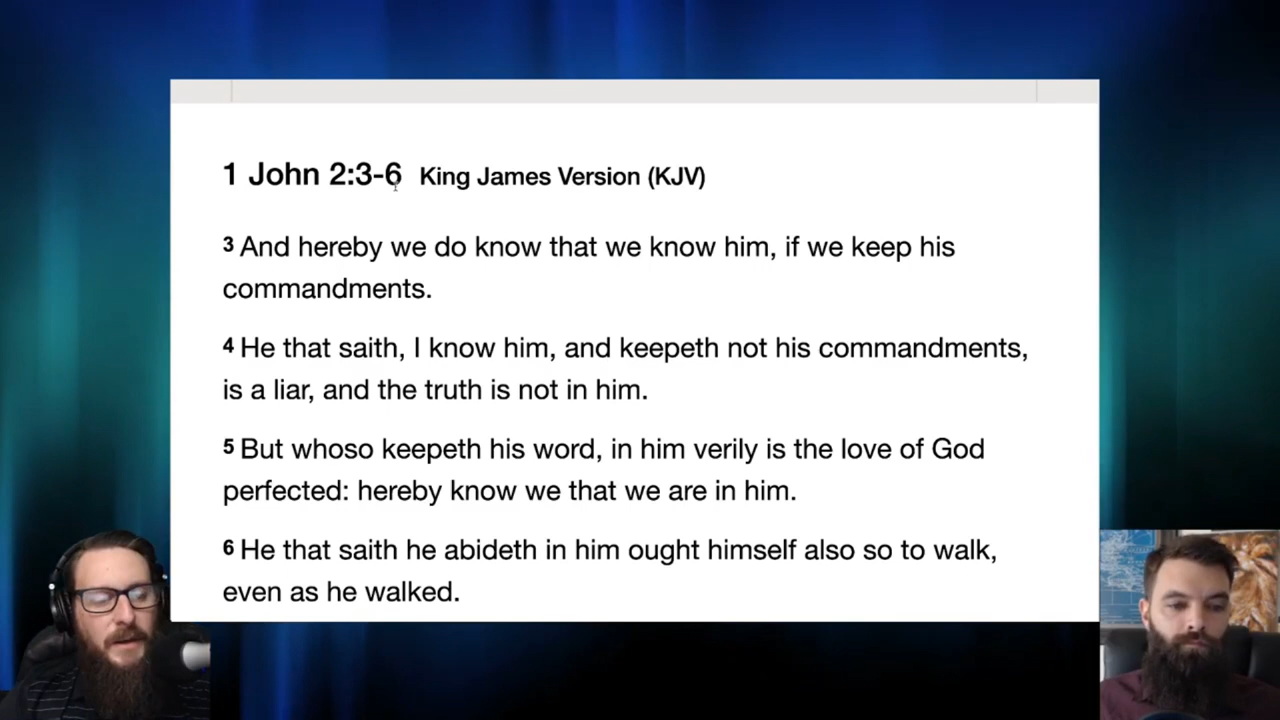 1 John 2:3-6 King James Version (KJV)
3 And hereby we do know that we know him, if we keep his
commandments.
4 He that saith, I know him, and keepeth not his commandments,
is a liar, and the truth is not in him.
5 But whoso keepeth his word, in him verily is the love of God
perfected: hereby know we that we are in him.
6 He that saith he abideth in him ought himself also so to walk,
even as he walked.